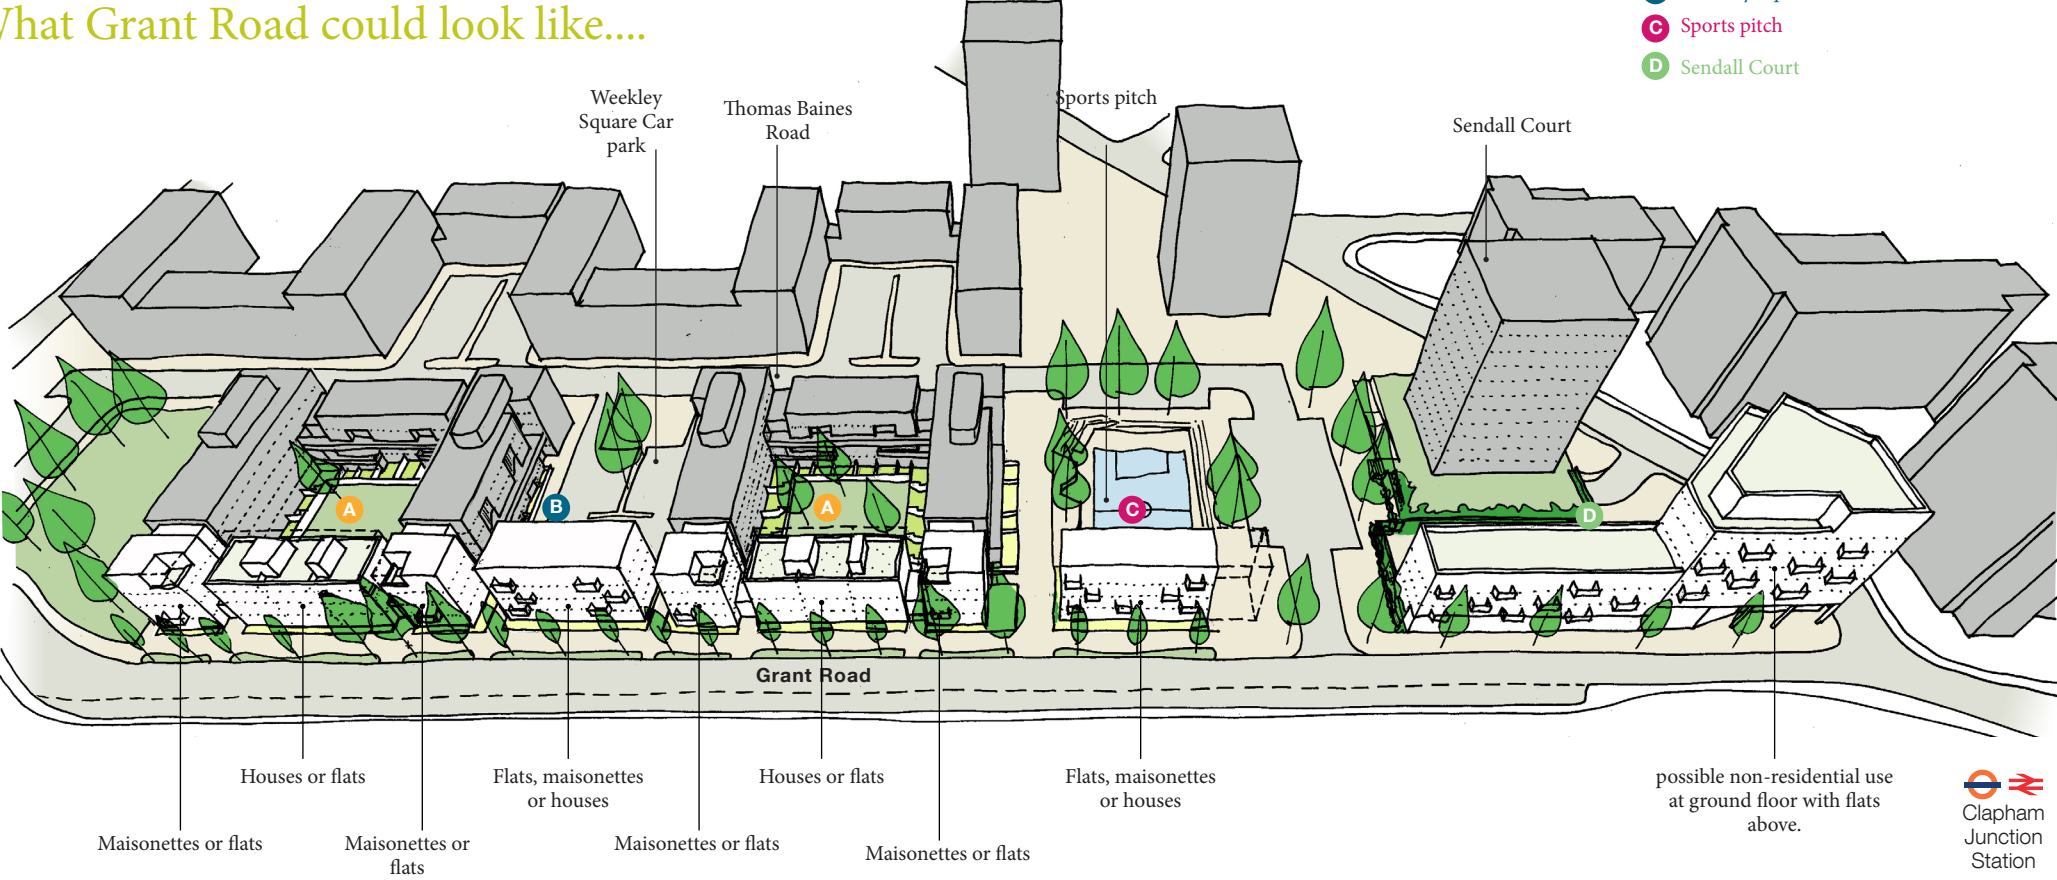 What Grant Road could look like....
C Sports pitch
D Sendall Court
Weekley
Square Car
park
Thomas Baines
Road
Sports pitch
Sendall Court
A
B
A
C
D
Grant Road
Houses or flats
Flats, maisonettes
or houses
Houses or flats
Flats, maisonettes
or houses
possible non-residential use
at ground floor with flats
above.
Maisonettes or flats
Maisonettes or
flats
Maisonettes or flats
Maisonettes or flats
Clapham
Junction
Station